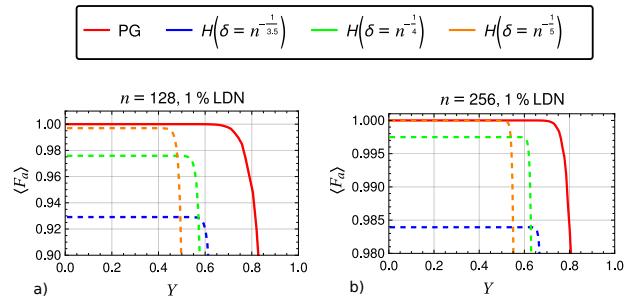 PG H(δ = n^{-1/3.5}) H(δ = n^{-1/4}) H(δ = n^{-1/5})
n = 128, 1 % LDN
1.00
0.98
0.96
0.94
0.92
0.90
⟨Fₐ⟩
0.0 0.2 0.4 0.6 0.8 1.0
a) Y
n = 256, 1 % LDN
1.000
0.995
0.990
0.985
0.980
⟨Fₐ⟩
0.0 0.2 0.4 0.6 0.8 1.0
b) Y